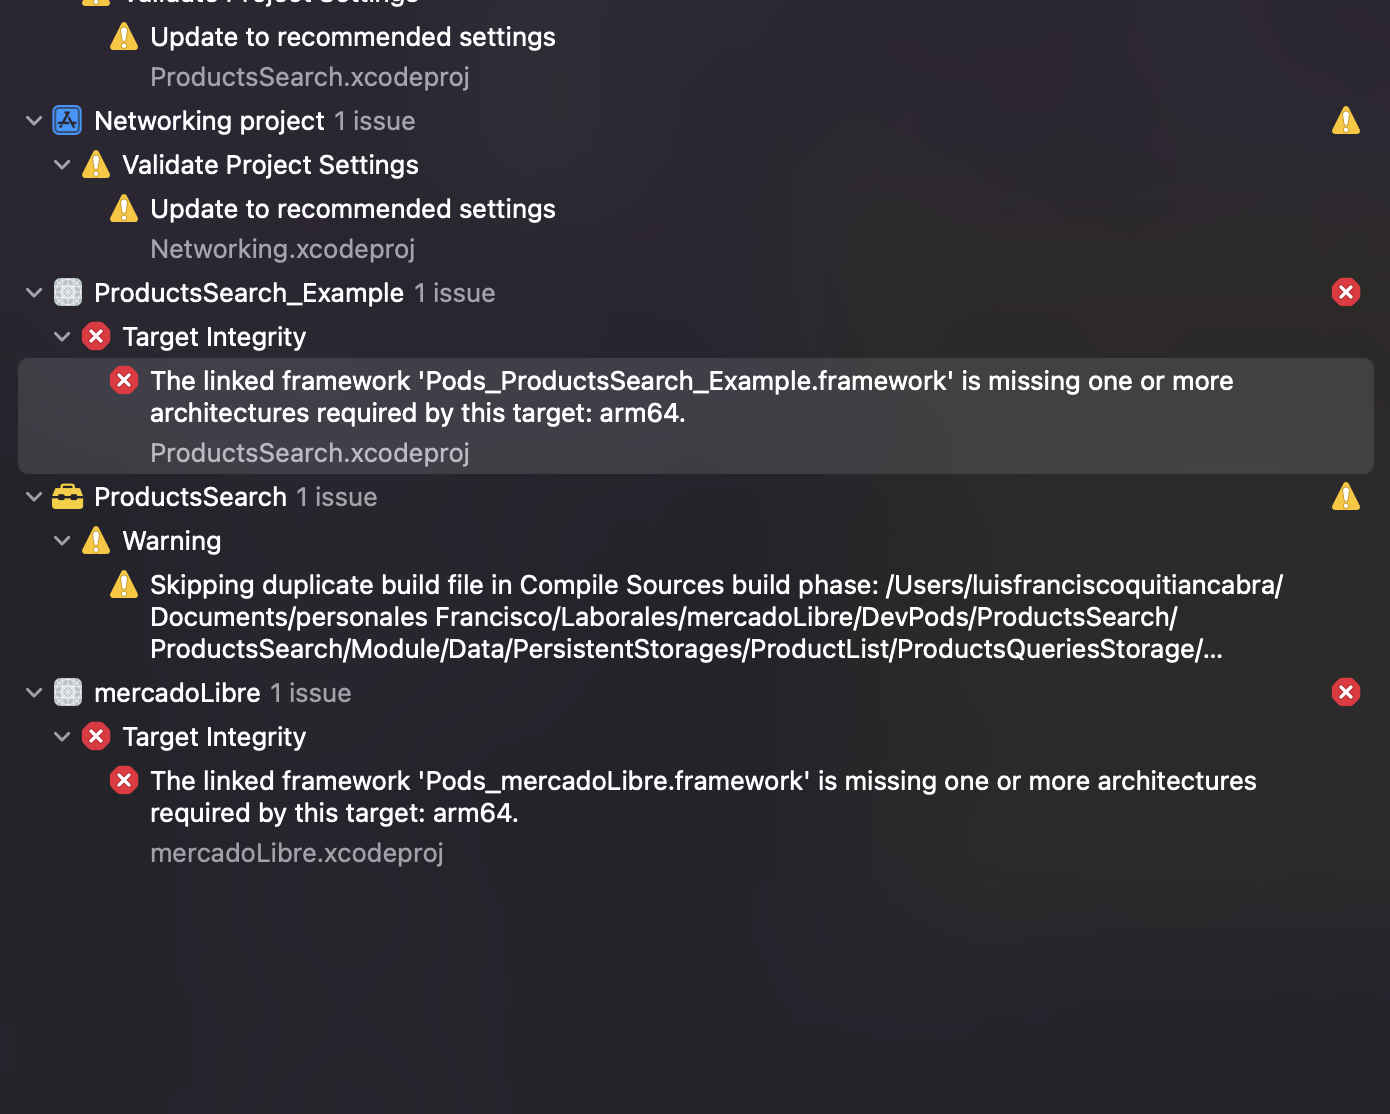 Validate Project Settings
Update to recommended settings
ProductsSearch.xcodeproj
Networking project 1 issue
Validate Project Settings
Update to recommended settings
Networking.xcodeproj
ProductsSearch_Example 1 issue
Target Integrity
The linked framework 'Pods_ProductsSearch_Example.framework' is missing one or more
architectures required by this target: arm64.
ProductsSearch.xcodeproj
ProductsSearch 1 issue
Warning
Skipping duplicate build file in Compile Sources build phase: /Users/luisfranciscoquitiancabra/
Documents/personales Francisco/Laborales/mercadoLibre/DevPods/ProductsSearch/
ProductsSearch/Module/Data/PersistentStorages/ProductList/ProductsQueriesStorage/...
mercadoLibre 1 issue
Target Integrity
The linked framework 'Pods_mercadoLibre.framework' is missing one or more architectures
required by this target: arm64.
mercadoLibre.xcodeproj